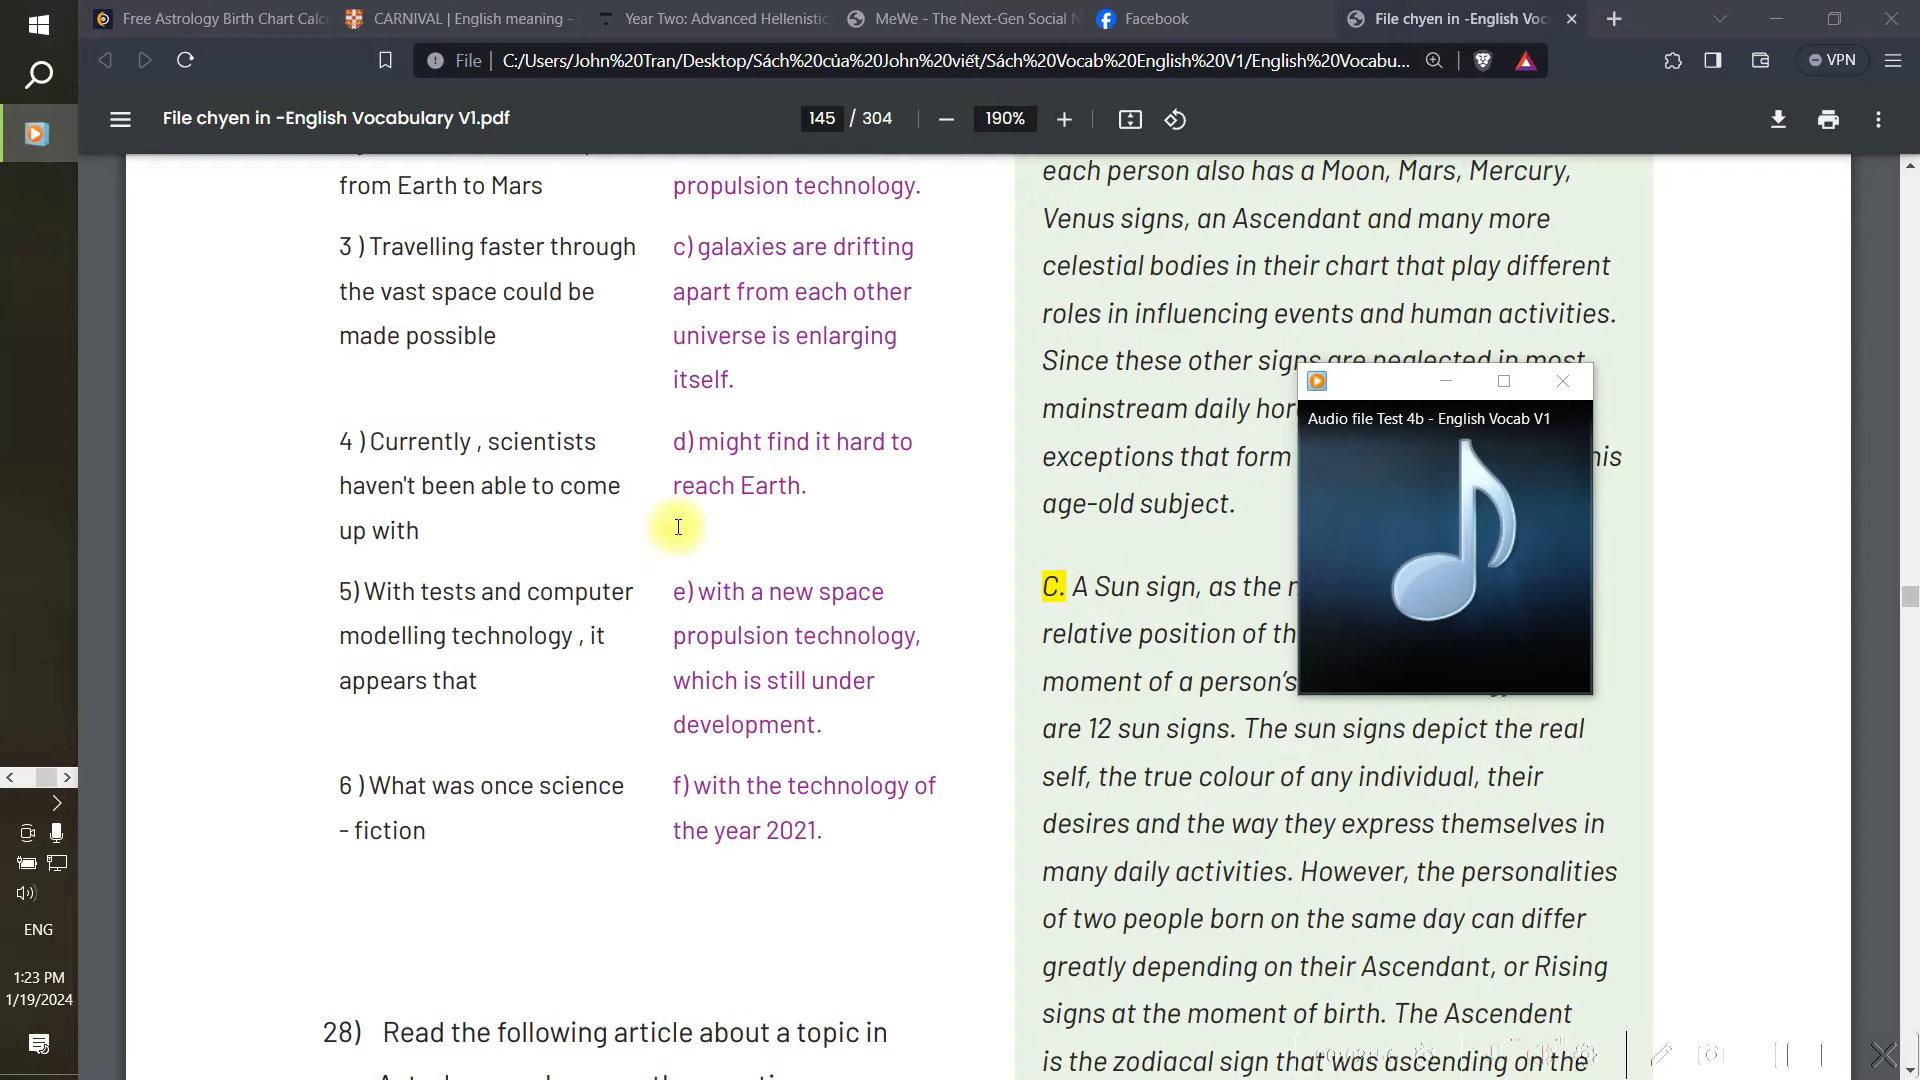 Free Astrology Birth Chart Calc
CARNIVAL | English meaning -
Year Two: Advanced Hellenistic
MeWe - The Next-Gen Social N
Facebook
File chyen in -English Voc
File
C:/Users/John%20Tran/Desktop/Sách%20của%20John%20viết/Sách%20Vocab%20English%20V1/English%20Vocabu...
VPN
File chyen in -English Vocabulary V1.pdf
145 / 304
190%
from Earth to Mars
propulsion technology.
3 ) Travelling faster through
the vast space could be
made possible
c) galaxies are drifting
apart from each other
universe is enlarging
itself.
4 ) Currently , scientists
haven't been able to come
up with
d) might find it hard to
reach Earth.
5) With tests and computer
modelling technology , it
appears that
e) with a new space
propulsion technology,
which is still under
development.
6 ) What was once science
- fiction
f) with the technology of
the year 2021.
28) Read the following article about a topic in
each person also has a Moon, Mars, Mercury,
Venus signs, an Ascendant and many more
celestial bodies in their chart that play different
roles in influencing events and human activities.
Since these other signs are neglected in most
mainstream daily hor
exceptions that form his
age-old subject.
C. A Sun sign, as the n
relative position of th
moment of a person's
are 12 sun signs. The sun signs depict the real
self, the true colour of any individual, their
desires and the way they express themselves in
many daily activities. However, the personalities
of two people born on the same day can differ
greatly depending on their Ascendant, or Rising
signs at the moment of birth. The Ascendent
is the zodiacal sign that was ascending on the
Audio file Test 4b - English Vocab V1
ENG
1:23 PM
1/19/2024